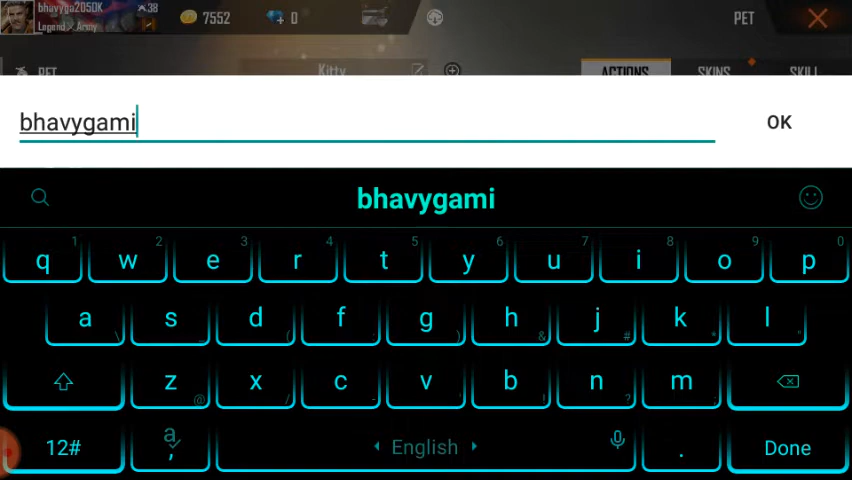 bhavyga2050K 38
Legend X Army
7552
0
PET
PET
Kitty
ACTIONS
SKINS
SKILL
bhavygami
OK
bhavygami
1 2 3 4 5 6 7 8 9 0
q w e r t y u i o p
a s d f g h j k l
\ _ ( : ) & # * "
z x c v b n m
@ / - ' ! ? 
12# a , English . Done